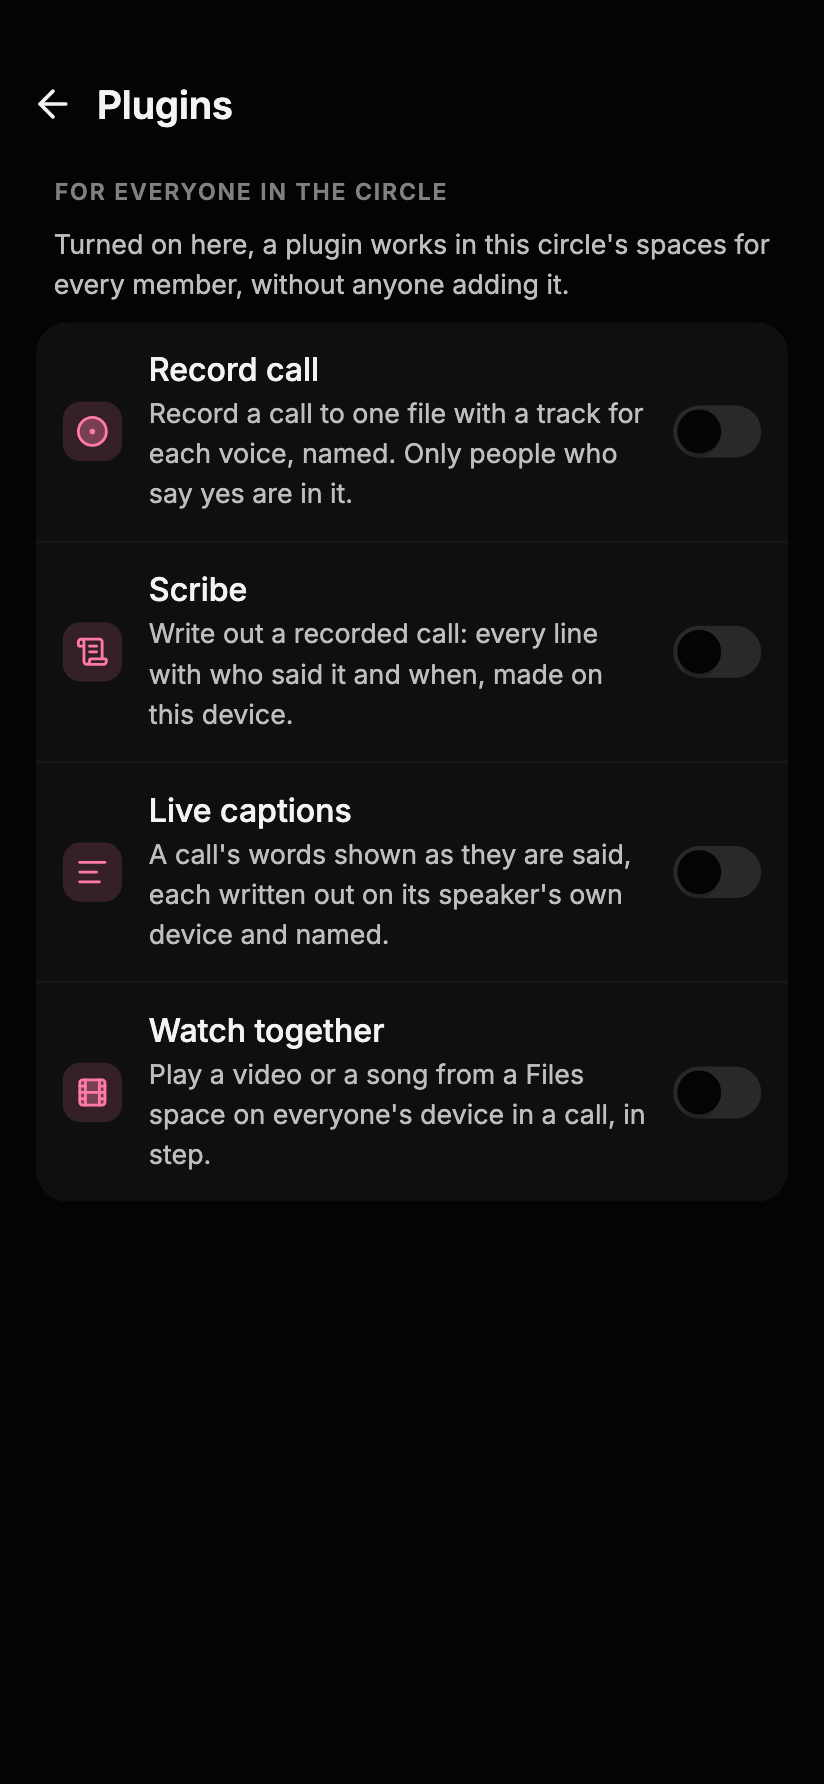 Plugins
FOR EVERYONE IN THE CIRCLE
Turned on here, a plugin works in this circle's spaces for
every member, without anyone adding it.
Record call
Record a call to one file with a track for
each voice, named. Only people who
say yes are in it.
Scribe
Write out a recorded call: every line
with who said it and when, made on
this device.
Live captions
A call's words shown as they are said,
each written out on its speaker's own
device and named.
Watch together
Play a video or a song from a Files
space on everyone's device in a call, in
step.